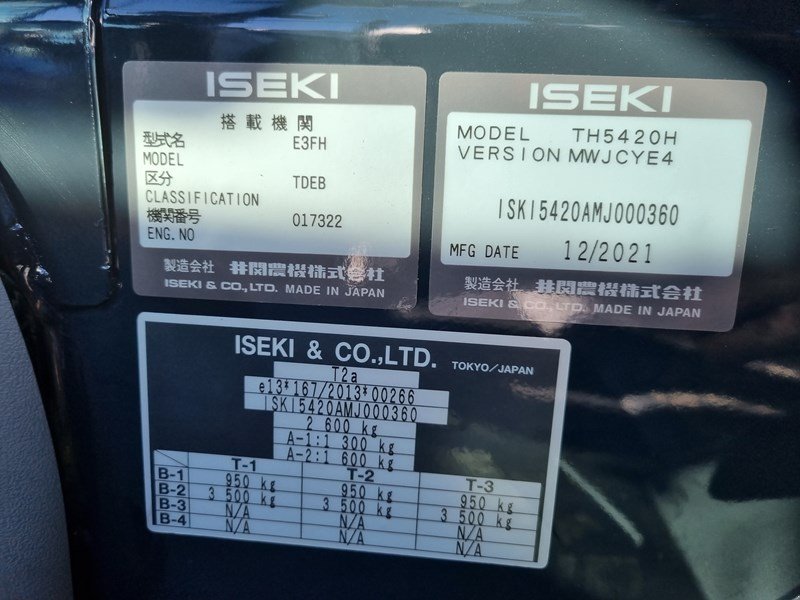 ISEKI
搭載機関
型式名 E3FH
MODEL
区分 TDEB
CLASSIFICATION
機関番号 017322
ENG.NO
製造会社 井関農機株式会社
ISEKI & CO.,LTD. MADE IN JAPAN
ISEKI
MODEL TH5420H
VERSION MWJCYE4
ISKI5420AMJ000360
MFG DATE 12/2021
製造会社 井関農機株式会社
ISEKI & CO.,LTD. MADE IN JAPAN
ISEKI & CO.,LTD. TOKYO/JAPAN
T2a
e13*167/2013*00266
ISKI5420AMJ000360
2 600 kg
A-1:1 300 kg
A-2:1 600 kg
T-1 T-2 T-3
B-1 950 kg 950 kg 950 kg
B-2 3 500 kg 3 500 kg 3 500 kg
B-3 N/A N/A N/A
B-4 N/A N/A N/A